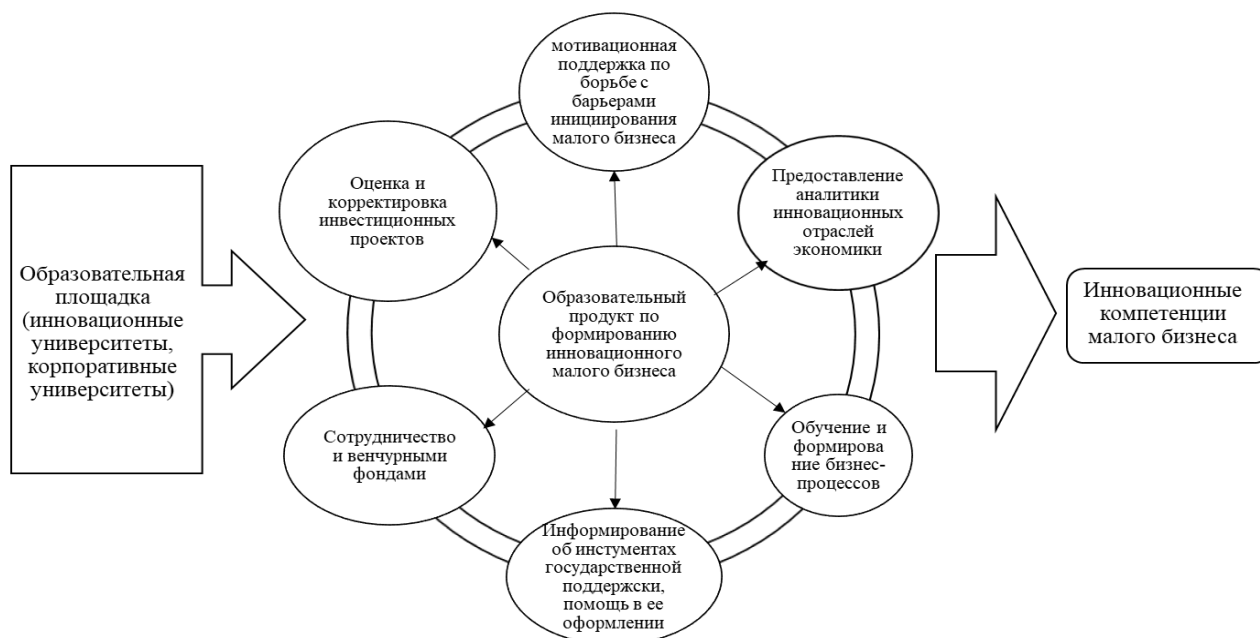 Образовательная
площадка
(инновационные
университеты,
корпоративные
университеты)
мотивационная
поддержка по
борьбе с
барьерами
инициирования
малого бизнеса
Оценка и
корректировка
инвестиционных
проектов
Предоставление
аналитики
инновационных
отраслей
экономики
Образовательный
продукт по
формированию
инновационного
малого бизнеса
Сотрудничество
и венчурными
фондами
Обучение и
формирова
ние бизнес-
процессов
Информирование
об инстументах
государственной
поддержски,
помощь в ее
оформлении
Инновационные
компетенции
малого бизнеса